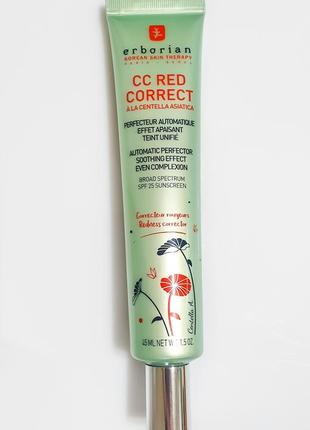 erborian
KOREAN SKIN THERAPY
PARIS - SEOUL
CC RED
CORRECT
À LA CENTELLA ASIATICA
PERFECTEUR AUTOMATIQUE
EFFET APAISANT
TEINT UNIFIÉ
AUTOMATIC PERFECTOR
SOOTHING EFFECT
EVEN COMPLEXION
BROAD SPECTRUM
SPF 25 SUNSCREEN
Correcteur rougeurs
Redness corrector
Centella A.
45 ML NET WT 1.5 OZ.